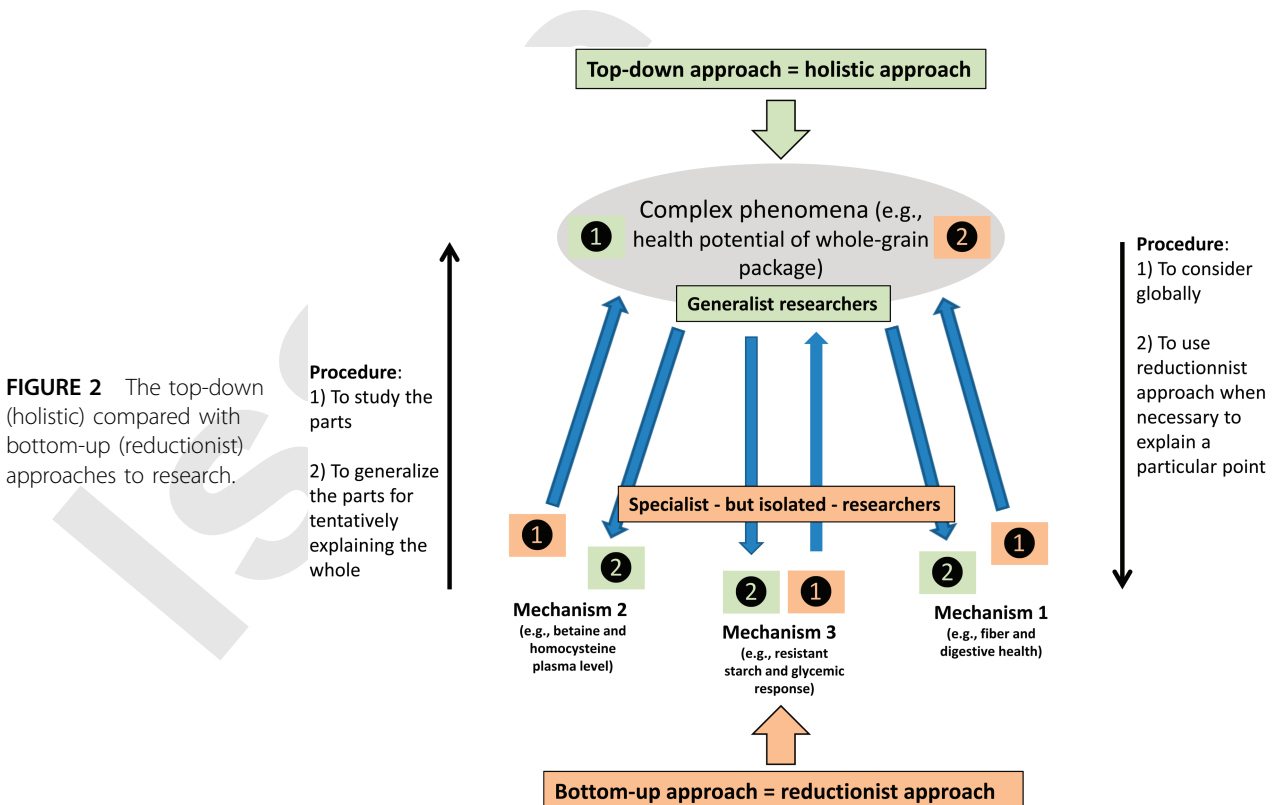 FIGURE 2 The top-down
(holistic) compared with
bottom-up (reductionist)
approaches to research.
Top-down approach = holistic approach
1
Complex phenomena (e.g.,
health potential of whole-grain
package)
2
Generalist researchers
Procedure:
1) To study the
parts
2) To generalize
the parts for
tentatively
explaining the
whole
Procedure:
1) To consider
globally
2) To use
reductionnist
approach when
necessary to
explain a
particular point
Specialist - but isolated - researchers
1
2
Mechanism 2
(e.g., betaine and
homocysteine
plasma level)
2
1
Mechanism 3
(e.g., resistant
starch and glycemic
response)
2
1
Mechanism 1
(e.g., fiber and
digestive health)
Bottom-up approach = reductionist approach